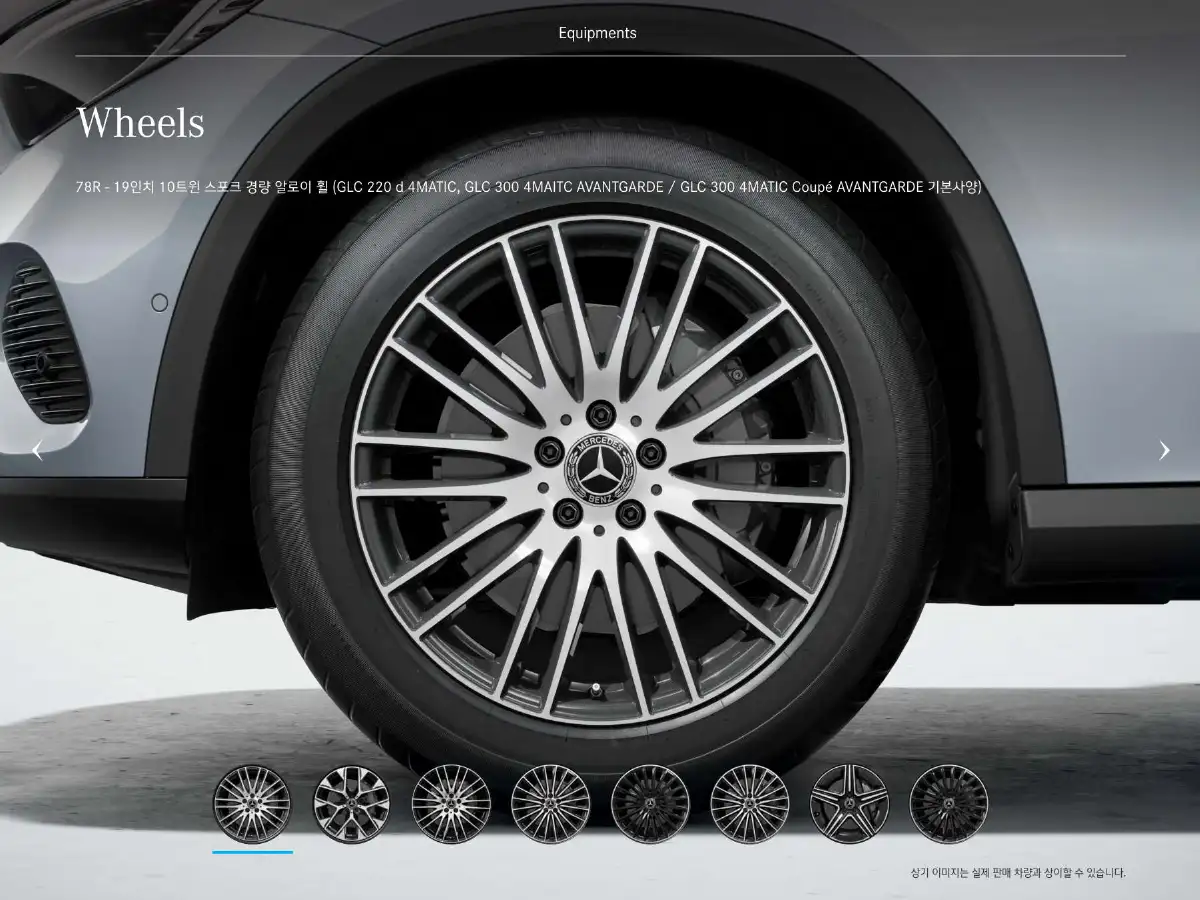 Equipments
Wheels
78R - 19인치 10트윈 스포크 경량 알로이 휠 (GLC 220 d 4MATIC, GLC 300 4MAITC AVANTGARDE / GLC 300 4MATIC Coupé AVANTGARDE 기본사양)
MERCEDES
BENZ
상기 이미지는 실제 판매 차량과 상이할 수 있습니다.